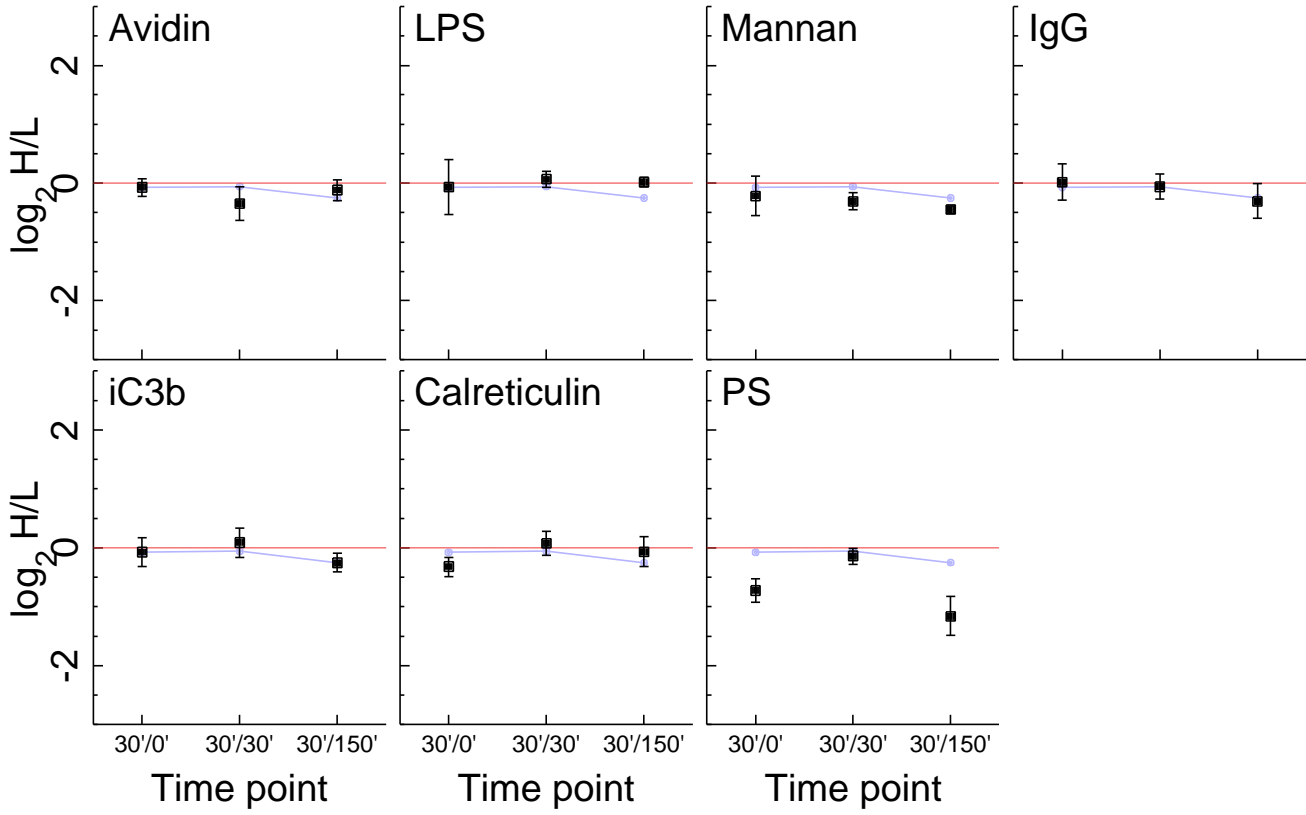 Avidin
LPS
Mannan
IgG
log2 H/L
2
0
-2
iC3b
Calreticulin
PS
log2 H/L
2
0
-2
30'/0' 30'/30' 30'/150'
30'/0' 30'/30' 30'/150'
30'/0' 30'/30' 30'/150'
Time point
Time point
Time point